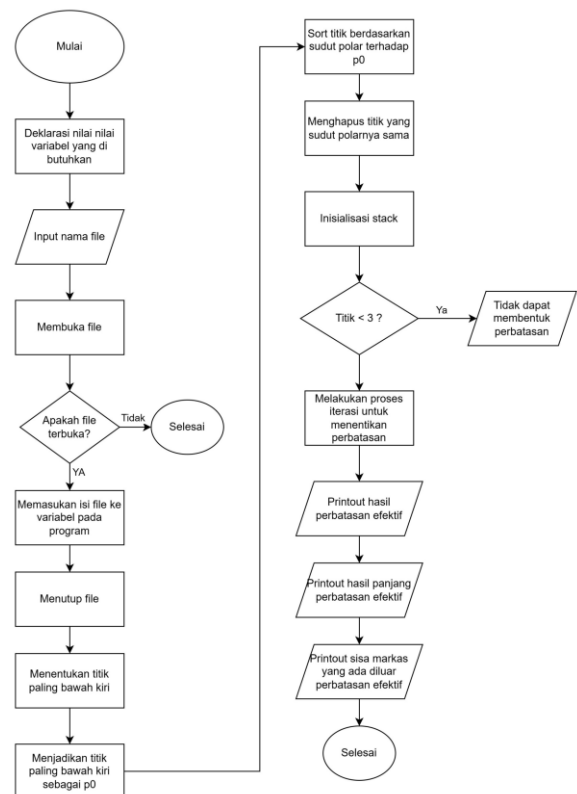 Mulai
Deklarasi nilai nilai
variabel yang di
butuhkan
Input nama file
Membuka file
Apakah file
terbuka?
Tidak
Selesai
YA
Memasukan isi file ke
variabel pada
program
Menutup file
Menentukan titik
paling bawah kiri
Menjadikan titik
paling bawah kiri
sebagai p0
Sort titik berdasarkan
sudut polar terhadap
p0
Menghapus titik yang
sudut polarnya sama
Inisialisasi stack
Titik < 3 ?
Ya
Tidak dapat
membentuk
perbatasan
Melakukan proses
iterasi untuk
menentikan
perbatasan
Printout hasil
perbatasan efektif
Printout hasil panjang
perbatasan efektif
Printout sisa markas
yang ada diluar
perbatasan efektif
Selesai